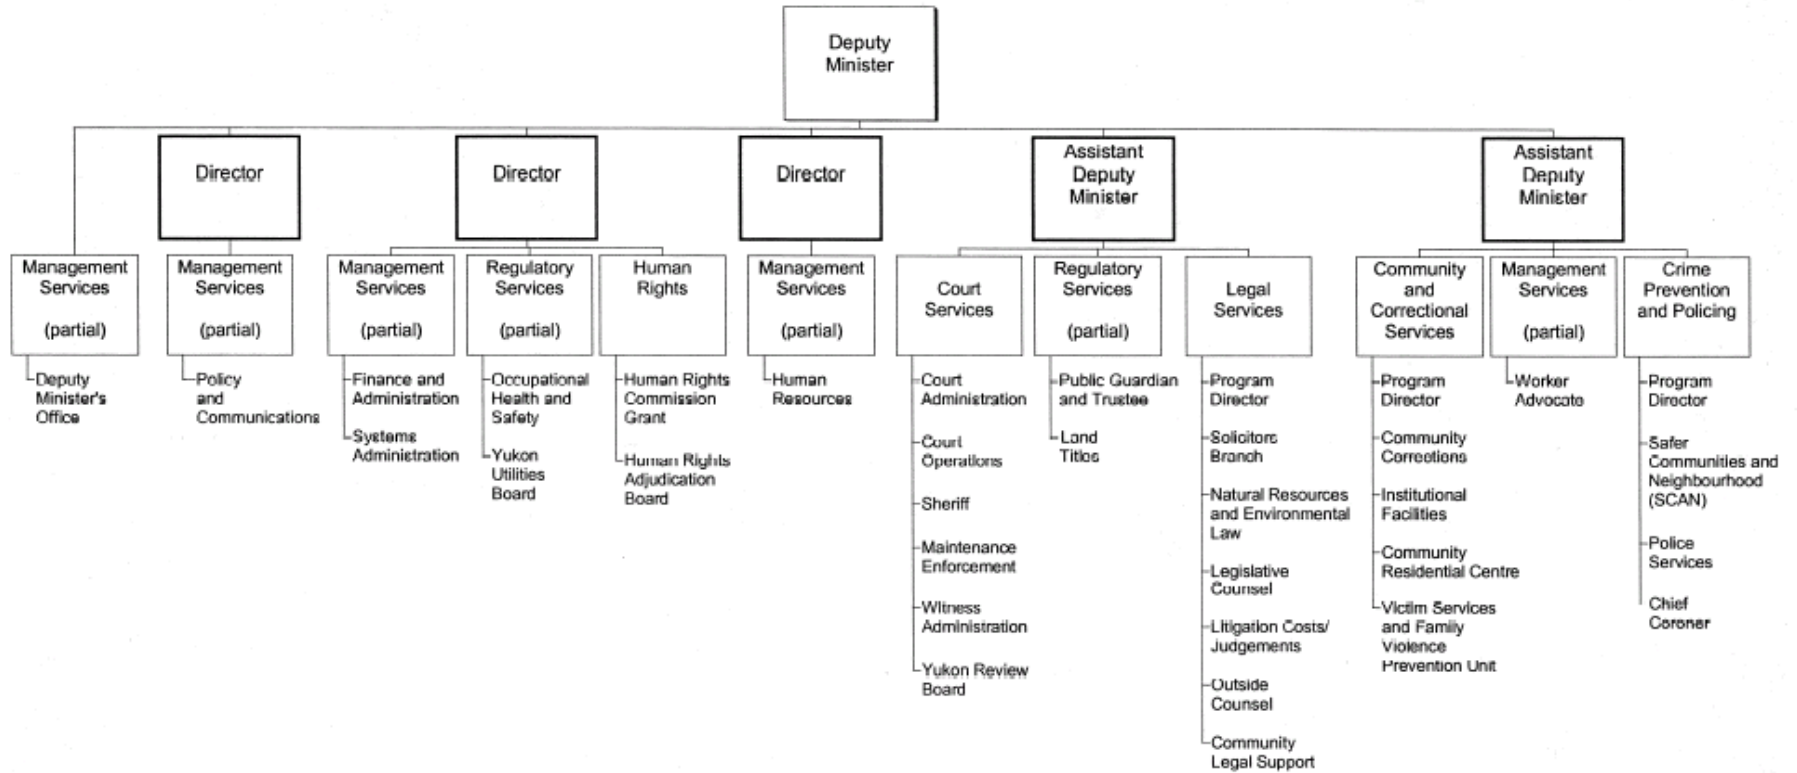 Deputy
Minister
Director
Director
Director
Assistant
Deputy
Minister
Assistant
Deputy
Minister
Management
Services
(partial)
Deputy
Minister's
Office
Management
Services
(partial)
Policy
and
Communications
Management
Services
(partial)
Finance and
Administration
Systems
Administration
Regulatory
Services
(partial)
Occupational
Health and
Safety
Yukon
Utilities
Board
Human
Rights
Human Rights
Commission
Grant
Human Rights
Adjudication
Board
Management
Services
(partial)
Human
Resources
Court
Services
Court
Administration
Court
Operations
Sheriff
Maintenance
Enforcement
Witness
Administration
Yukon Review
Board
Regulatory
Services
(partial)
Public Guardian
and Trustee
Land
Titles
Legal
Services
Program
Director
Solicitors
Branch
Natural Resources
and Environmental
Law
Legislative
Counsel
Litigation Costs/
Judgements
Outside
Counsel
Community
Legal Support
Community
and
Correctional
Services
Program
Director
Community
Corrections
Institutional
Facilities
Community
Residential Centre
Victim Services
and Family
Violence
Prevention Unit
Management
Services
(partial)
Worker
Advocate
Crime
Prevention
and Policing
Program
Director
Safer
Communities and
Neighbourhood
(SCAN)
Police
Services
Chief
Coroner